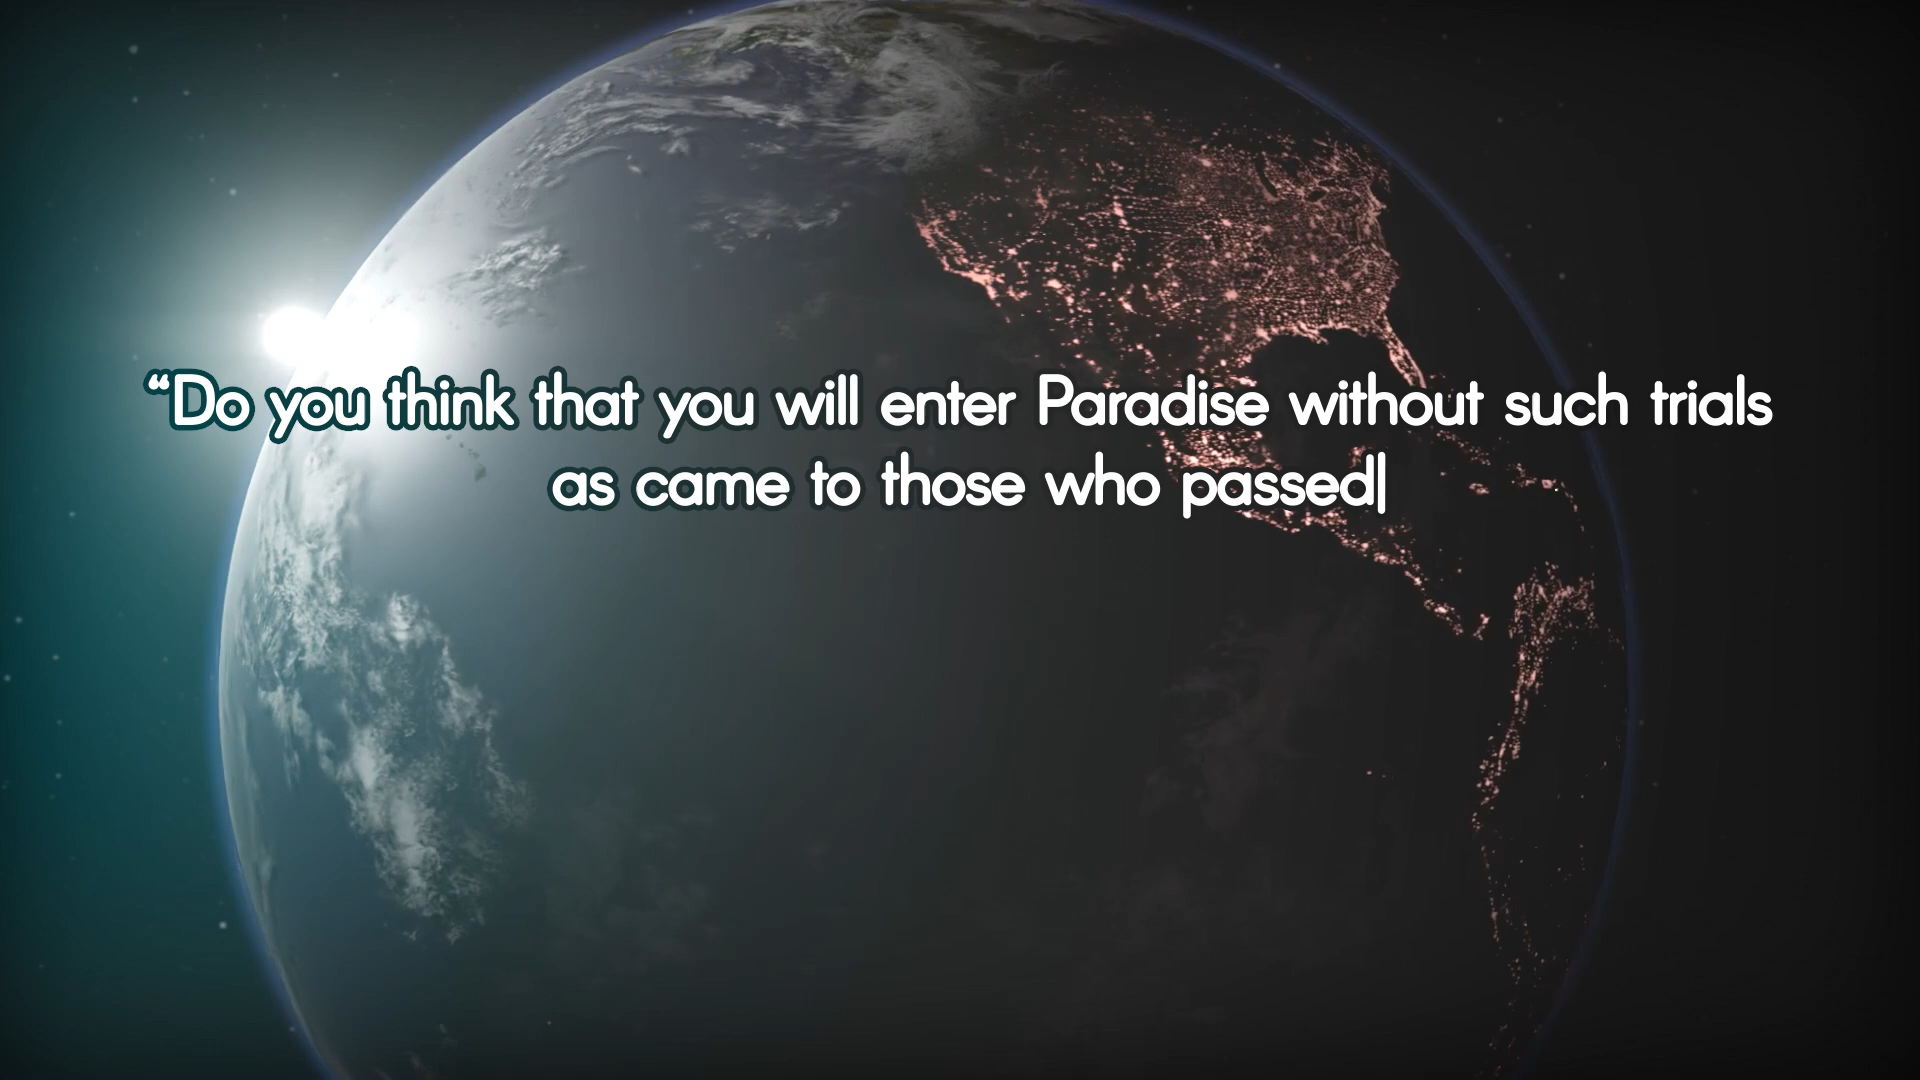 “Do you think that you will enter Paradise without such trials
as came to those who passed|